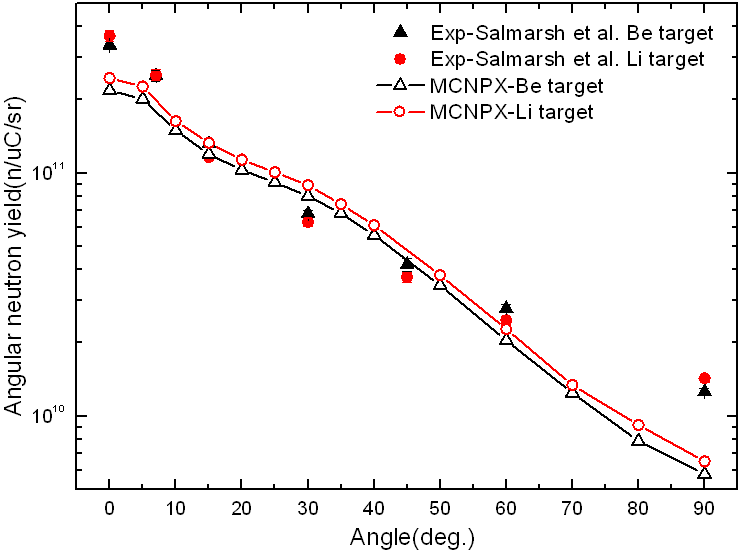 Exp-Salmarsh et al. Be target
Exp-Salmarsh et al. Li target
MCNPX-Be target
MCNPX-Li target
Angular neutron yield(n/uC/sr)
10¹¹
10¹⁰
0 10 20 30 40 50 60 70 80 90
Angle(deg.)